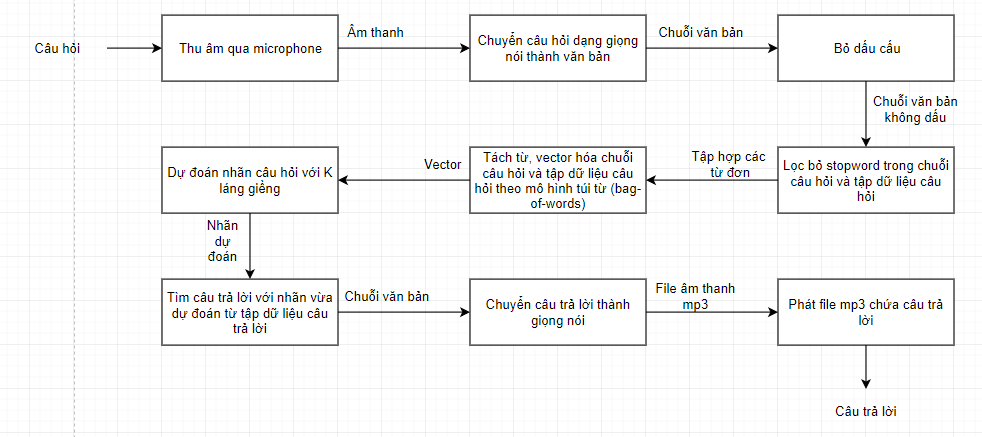 Câu hỏi
Thu âm qua microphone
Âm thanh
Chuyển câu hỏi dạng giọng
nói thành văn bản
Chuỗi văn bản
Bỏ dấu cấu
Chuỗi văn bản
không dấu
Lọc bỏ stopword trong chuỗi
câu hỏi và tập dữ liệu câu
hỏi
Tập hợp các
từ đơn
Tách từ, vector hóa chuỗi
câu hỏi và tập dữ liệu câu
hỏi theo mô hình túi từ (bag-
of-words)
Vector
Dự đoán nhãn câu hỏi với K
láng giềng
Nhãn
dự
đoán
Tìm câu trả lời với nhãn vừa
dự đoán từ tập dữ liệu câu
trả lời
Chuỗi văn bản
Chuyển câu trả lời thành
giọng nói
File âm thanh
mp3
Phát file mp3 chứa câu trả
lời
Câu trả lời